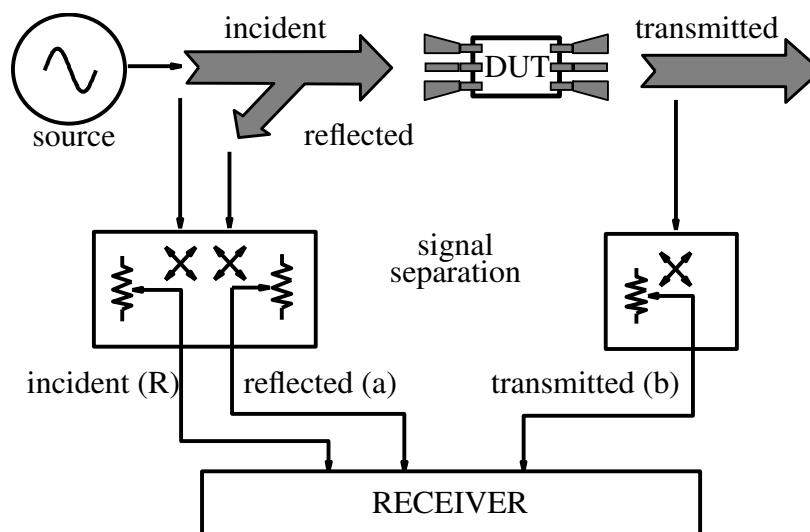 incident
transmitted
DUT
source
reflected
signal
separation
incident (R)
reflected (a)
transmitted (b)
RECEIVER